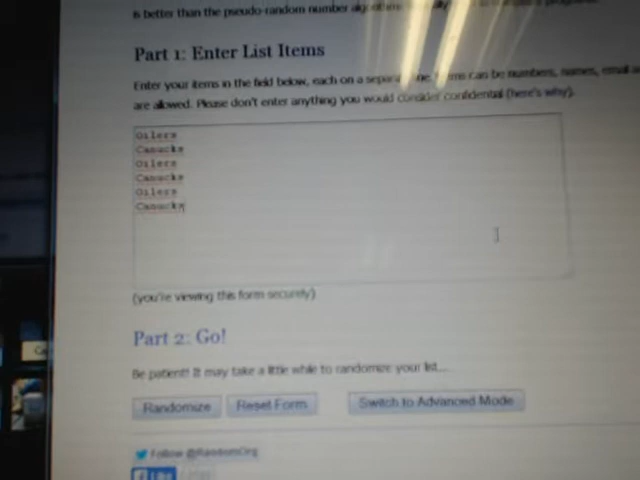 is better than the pseudo-random number
Part 1: Enter List Items
Enter your items in the field below, each on a separate can be numbers, names, email
are allowed. Please don't enter anything you would consider confidential (here's why).
Oilers
Canucks
Oilers
Canucks
Oilers
Canucks
(you're viewing this form securely)
Part 2: Go!
Be patient! It may take a little while to randomize your list...
Randomize Reset Form Switch to Advanced Mode
Follow @RandomOrg
Like